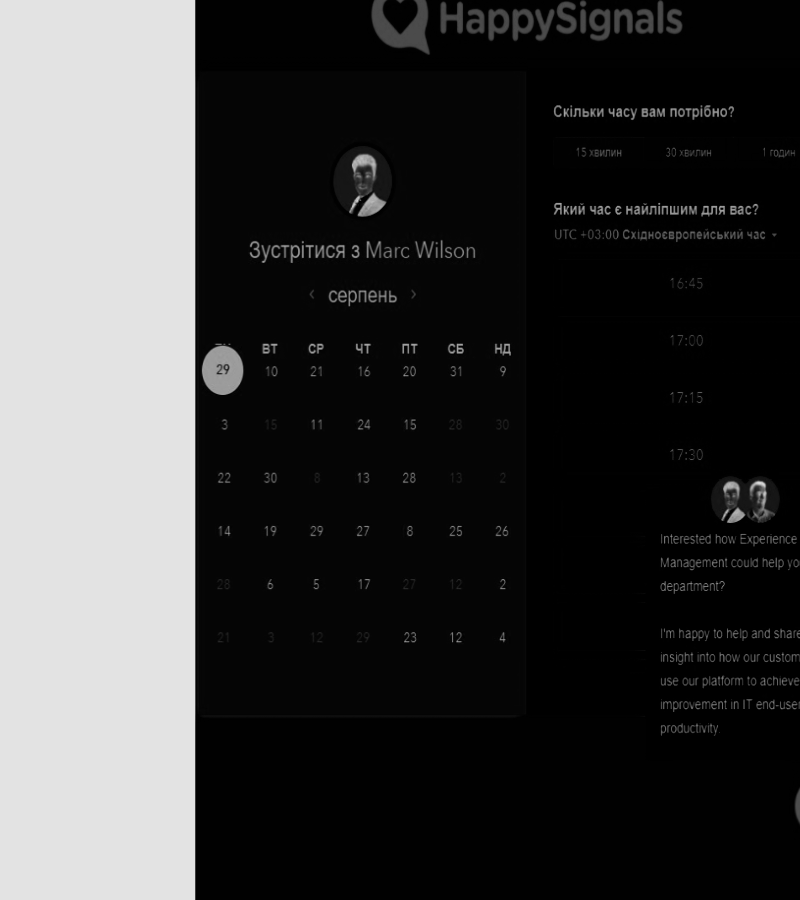 HappySignals
Зустрітися з Marc Wilson
серпень
ВТ СР ЧТ ПТ СБ НД
29 10 21 16 20 31 9
3 15 11 24 15 28 30
22 30 8 13 28 13 2
14 19 29 27 8 25 26
28 6 5 17 27 12 2
21 3 12 29 23 12 4
Скільки часу вам потрібно?
15 хвилин 30 хвилин 1 годин
Який час є найліпшим для вас?
UTC +03:00 Східноєвропейський час
16:45
17:00
17:15
17:30
Interested how Experience
Management could help yo
department?
I'm happy to help and share
insight into how our custom
use our platform to achieve
improvement in IT end-user
productivity.